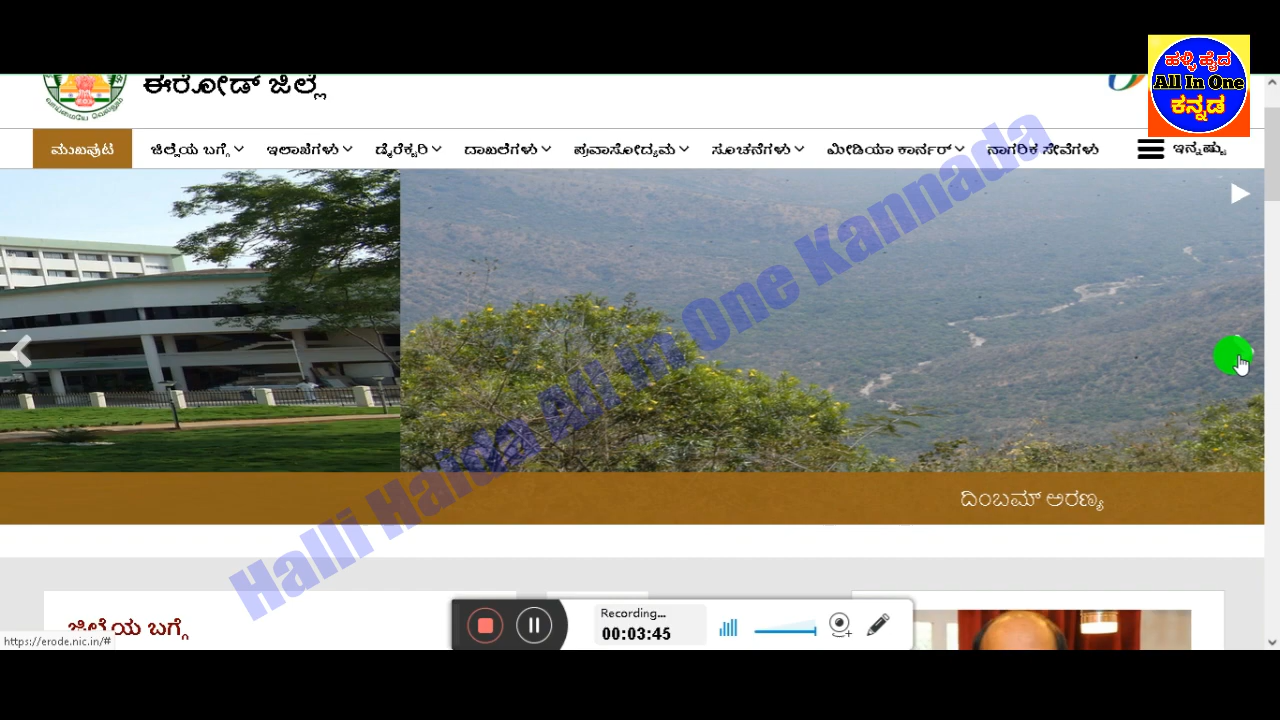 ಹಳ್ಳಿ ಹೈದ
All In One
ಕನ್ನಡ
ಈರೋಡ್ ಜಿಲ್ಲೆ
ಮುಖಪುಟ ಜಿಲ್ಲೆಯ ಬಗ್ಗೆ ಇಲಾಖೆಗಳು ಡೈರೆಕ್ಟರಿ ದಾಖಲೆಗಳು ಪ್ರವಾಸೋದ್ಯಮ ಸೂಚನೆಗಳು ಮೀಡಿಯಾ ಕಾರ್ನರ್ ನಾಗರಿಕ ಸೇವೆಗಳು ಇನ್ನಷ್ಟು
Halli Haida All In One Kannada
ದಿಂಬಮ್ ಅರಣ್ಯ
ಜಿಲ್ಲೆಯ ಬಗ್ಗೆ
Recording...
00:03:45
https://erode.nic.in/#